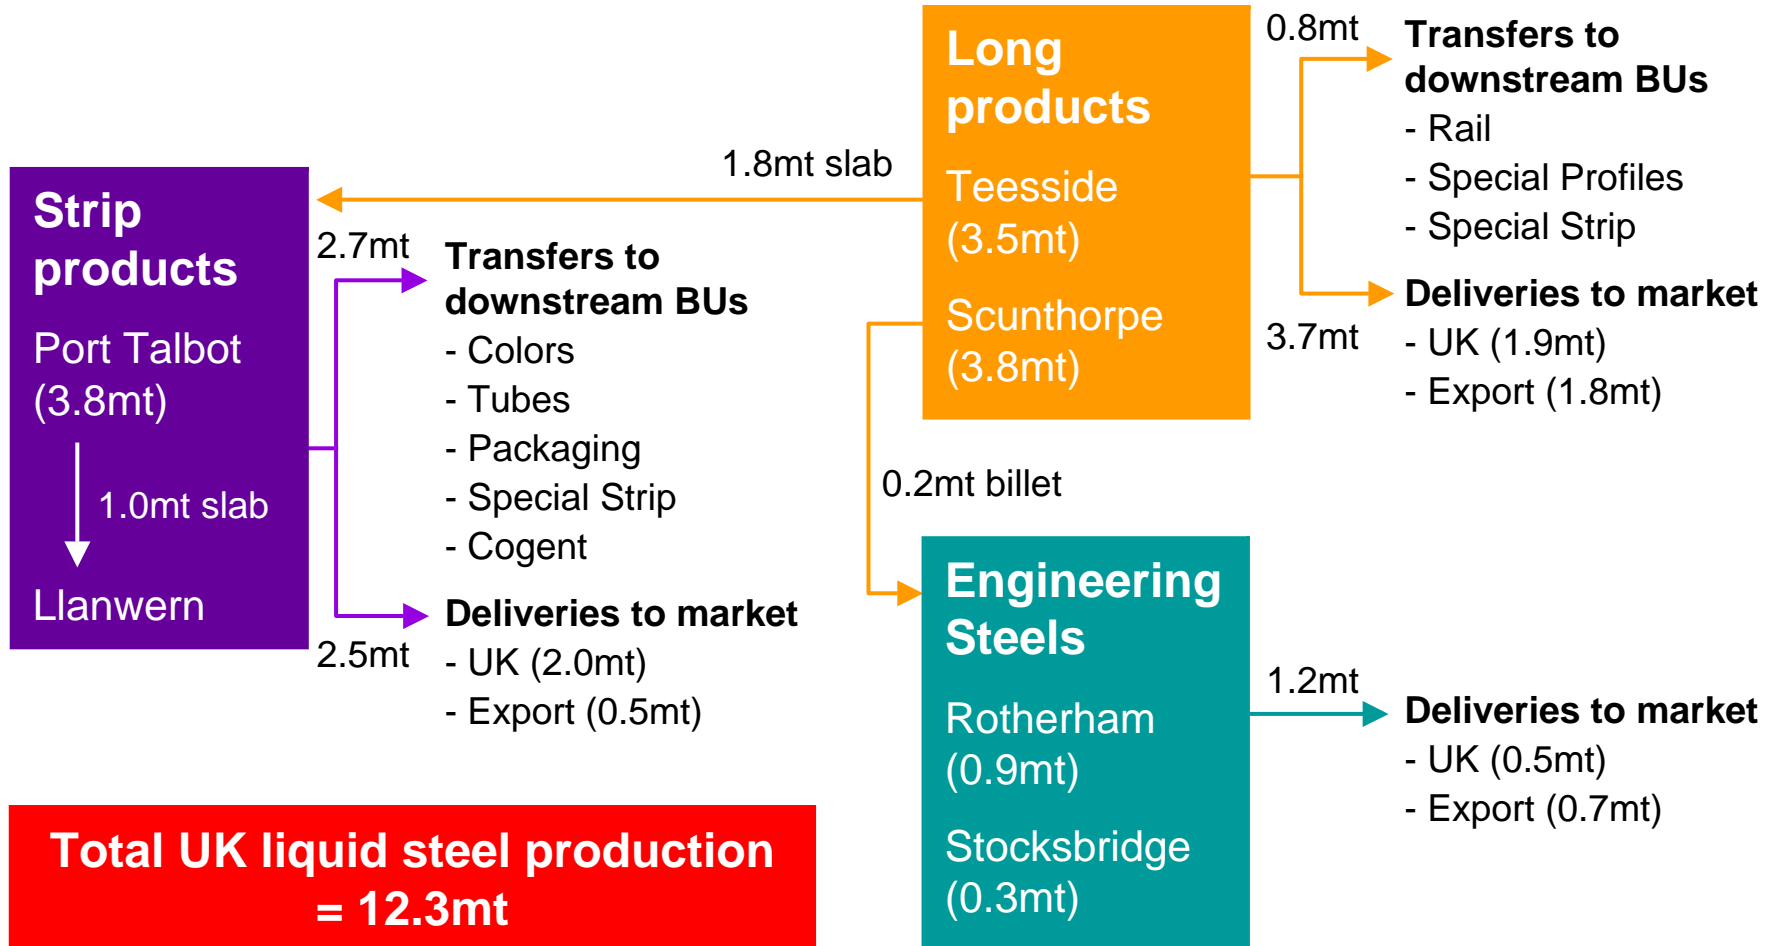 Strip
products
Port Talbot
(3.8mt)
1.0mt slab
Llanwern
1.8mt slab
2.7mt
Transfers to
downstream BUs
- Colors
- Tubes
- Packaging
- Special Strip
- Cogent
2.5mt
Deliveries to market
- UK (2.0mt)
- Export (0.5mt)
Long
products
Teesside
(3.5mt)
Scunthorpe
(3.8mt)
0.8mt
Transfers to
downstream BUs
- Rail
- Special Profiles
- Special Strip
3.7mt
Deliveries to market
- UK (1.9mt)
- Export (1.8mt)
0.2mt billet
Engineering
Steels
Rotherham
(0.9mt)
Stocksbridge
(0.3mt)
1.2mt
Deliveries to market
- UK (0.5mt)
- Export (0.7mt)
Total UK liquid steel production
= 12.3mt